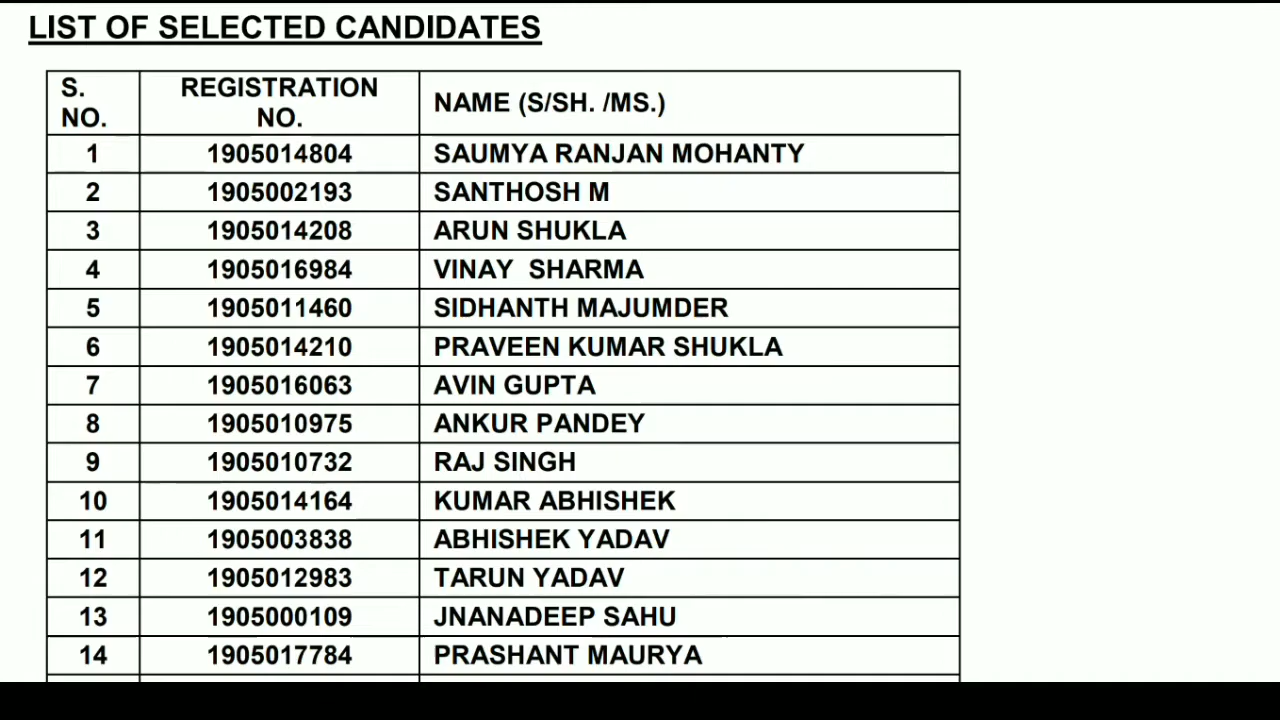 LIST OF SELECTED CANDIDATES
S. NO. REGISTRATION NO. NAME (S/SH. /MS.)
1 1905014804 SAUMYA RANJAN MOHANTY
2 1905002193 SANTHOSH M
3 1905014208 ARUN SHUKLA
4 1905016984 VINAY  SHARMA
5 1905011460 SIDHANTH MAJUMDER
6 1905014210 PRAVEEN KUMAR SHUKLA
7 1905016063 AVIN GUPTA
8 1905010975 ANKUR PANDEY
9 1905010732 RAJ SINGH
10 1905014164 KUMAR ABHISHEK
11 1905003838 ABHISHEK YADAV
12 1905012983 TARUN YADAV
13 1905000109 JNANADEEP SAHU
14 1905017784 PRASHANT MAURYA